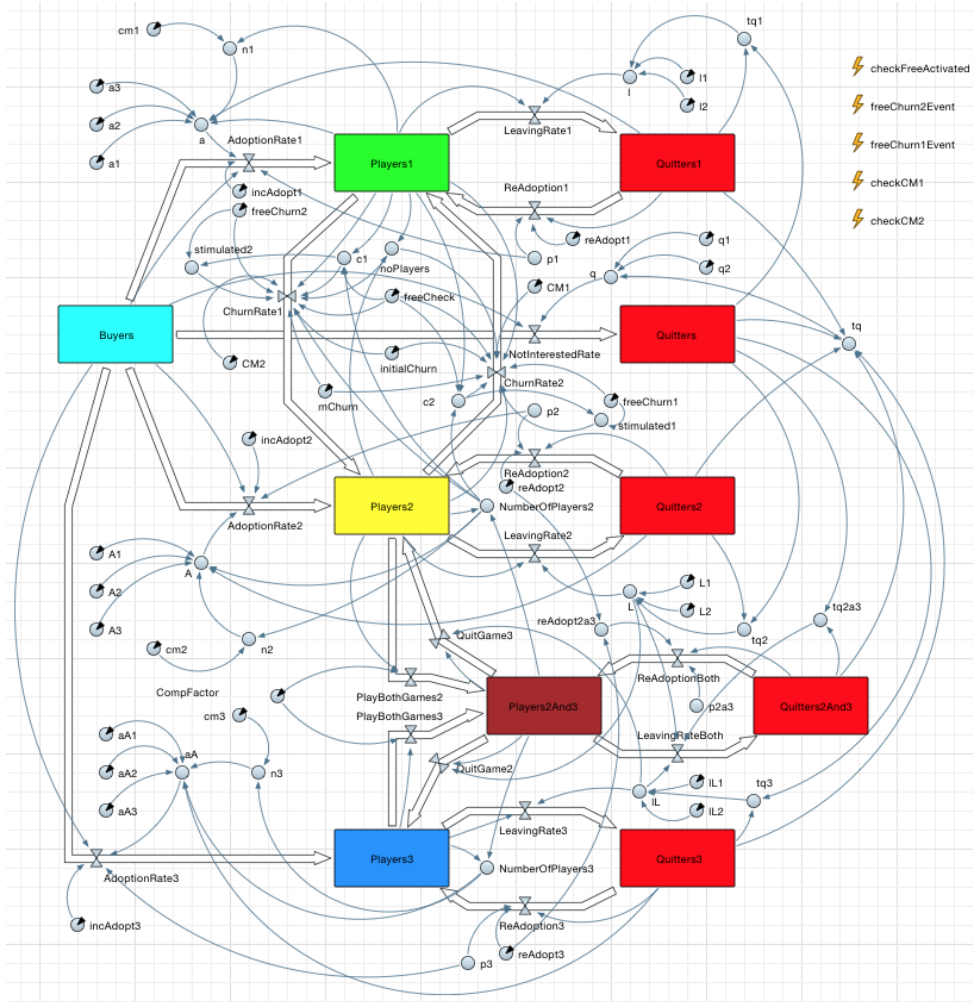 cm1
n1
tq1
a3
a2
a1
a
AdoptionRate1
incAdopt1
freeChurn2
Players1
LeavingRate1
ReAdoption1
l
l1
l2
Quitters1
checkFreeActivated
freeChurn2Event
freeChurn1Event
checkCM1
checkCM2
stimulated2
c1
noPlayers
reAdopt1
p1
CM1
q1
q
q2
freeCheck
ChurnRate1
Buyers
CM2
initialChurn
NotInterestedRate
Quitters
tq
ChurnRate2
mChurn
c2
p2
freeChurn1
stimulated1
incAdopt2
ReAdoption2
reAdopt2
Players2
NumberOfPlayers2
Quitters2
AdoptionRate2
LeavingRate2
A1
A2
A3
A
L1
L
L2
cm2
n2
QuitGame3
reAdopt2a3
tq2
tq2a3
CompFactor
PlayBothGames2
PlayBothGames3
ReAdoptionBoth
Players2And3
p2a3
Quitters2And3
LeavingRateBoth
cm3
aA1
aA2
aA3
aA
n3
QuitGame2
lL
lL1
lL2
tq3
LeavingRate3
Players3
NumberOfPlayers3
Quitters3
AdoptionRate3
incAdopt3
ReAdoption3
p3
reAdopt3